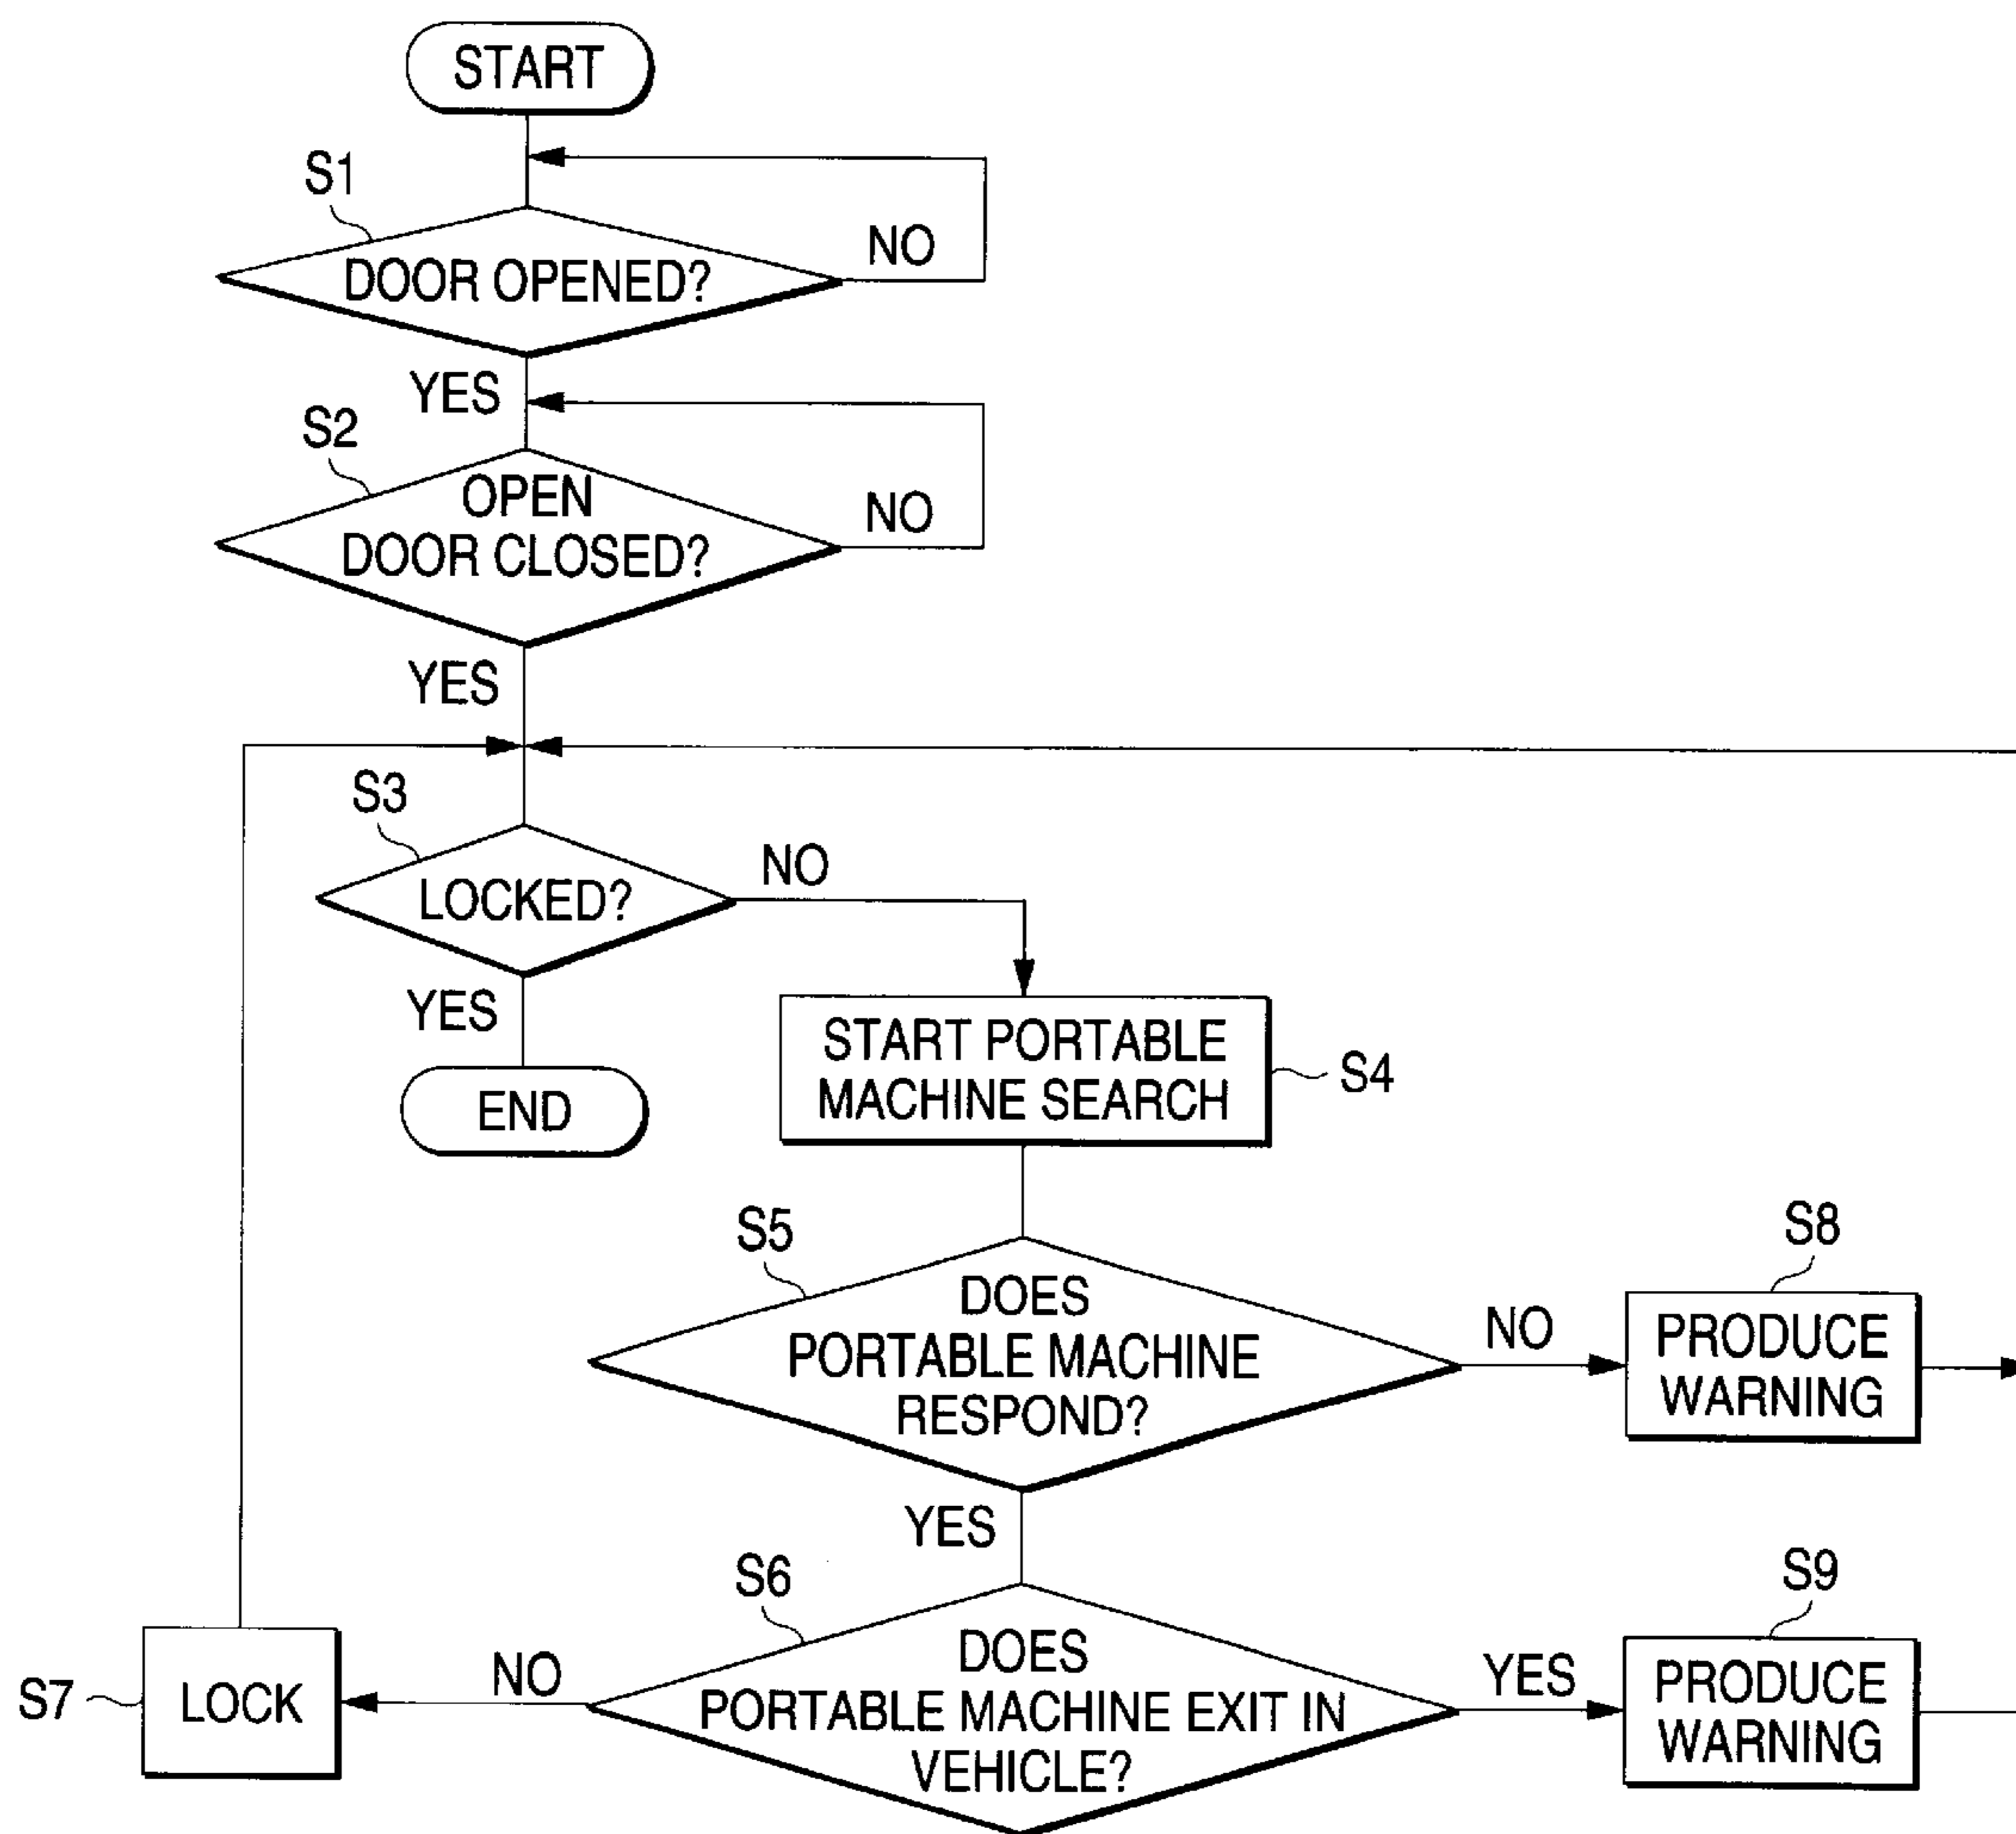 START
S1
DOOR OPENED?
NO
YES
S2
OPEN
DOOR CLOSED?
NO
YES
S3
LOCKED?
NO
YES
END
START PORTABLE
MACHINE SEARCH
S4
S5
DOES
PORTABLE MACHINE
RESPOND?
NO
S8
PRODUCE
WARNING
YES
S6
DOES
PORTABLE MACHINE EXIT IN
VEHICLE?
NO
S7
LOCK
YES
S9
PRODUCE
WARNING